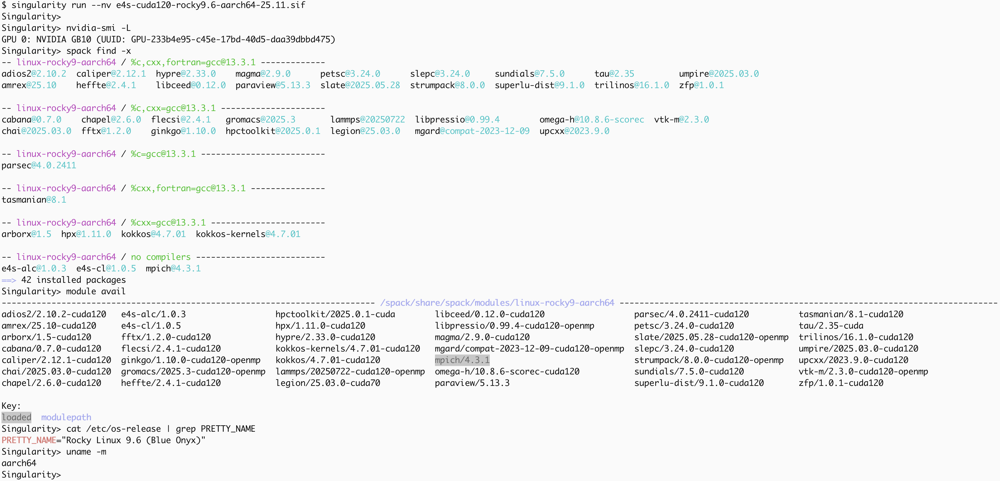 $ singularity run --nv e4s-cuda120-rocky9.6-aarch64-25.11.sif
Singularity>
Singularity> nvidia-smi -L
GPU 0: NVIDIA GB10 (UUID: GPU-233b4e95-c45e-17bd-40d5-daa39dbbd475)
Singularity> spack find -x
-- linux-rocky9-aarch64 / %c,cxx,fortran=gcc@13.3.1 -------------
adios2@2.10.2  caliper@2.12.1  hypre@2.33.0    magma@2.9.0      petsc@3.24.0      slepc@3.24.0     sundials@7.5.0      tau@2.35         umpire@2025.03.0
amrex@25.10    heffte@2.4.1    libceed@0.12.0  paraview@5.13.3  slate@2025.05.28  strumpack@8.0.0  superlu-dist@9.1.0  trilinos@16.1.0  zfp@1.0.1

-- linux-rocky9-aarch64 / %c,cxx=gcc@13.3.1 ---------------------
cabana@0.7.0    chapel@2.6.0  flecsi@2.4.1   gromacs@2025.3       lammps@20250722  libpressio@0.99.4        omega-h@10.8.6-scorec  vtk-m@2.3.0
chai@2025.03.0  fftx@1.2.0    ginkgo@1.10.0  hpctoolkit@2025.0.1  legion@25.03.0   mgard@compat-2023-12-09  upcxx@2023.9.0

-- linux-rocky9-aarch64 / %c=gcc@13.3.1 -------------------------
parsec@4.0.2411

-- linux-rocky9-aarch64 / %cxx,fortran=gcc@13.3.1 ---------------
tasmanian@8.1

-- linux-rocky9-aarch64 / %cxx=gcc@13.3.1 -----------------------
arborx@1.5  hpx@1.11.0  kokkos@4.7.01  kokkos-kernels@4.7.01

-- linux-rocky9-aarch64 / no compilers --------------------------
e4s-alc@1.0.3  e4s-cl@1.0.5  mpich@4.3.1
==> 42 installed packages
Singularity> module avail
--------------------------------------------------------------------------- /spack/share/spack/modules/linux-rocky9-aarch64 ----------------------------------------------------------------------------
adios2/2.10.2-cuda120   e4s-alc/1.0.3                  hpctoolkit/2025.0.1-cuda        libceed/0.12.0-cuda120                  parsec/4.0.2411-cuda120          tasmanian/8.1-cuda120
amrex/25.10-cuda120     e4s-cl/1.0.5                   hpx/1.11.0-cuda120              libpressio/0.99.4-cuda120-openmp        petsc/3.24.0-cuda120             tau/2.35-cuda
arborx/1.5-cuda120      fftx/1.2.0-cuda120             hypre/2.33.0-cuda120            magma/2.9.0-cuda120                     slate/2025.05.28-cuda120-openmp  trilinos/16.1.0-cuda120
cabana/0.7.0-cuda120    flecsi/2.4.1-cuda120           kokkos-kernels/4.7.01-cuda120   mgard/compat-2023-12-09-cuda120-openmp  slepc/3.24.0-cuda120             umpire/2025.03.0-cuda120
caliper/2.12.1-cuda120  ginkgo/1.10.0-cuda120-openmp   kokkos/4.7.01-cuda120           mpich/4.3.1                             strumpack/8.0.0-cuda120-openmp   upcxx/2023.9.0-cuda120
chai/2025.03.0-cuda120  gromacs/2025.3-cuda120-openmp  lammps/20250722-cuda120-openmp  omega-h/10.8.6-scorec-cuda120           sundials/7.5.0-cuda120           vtk-m/2.3.0-cuda120-openmp
chapel/2.6.0-cuda120    heffte/2.4.1-cuda120           legion/25.03.0-cuda70           paraview/5.13.3                         superlu-dist/9.1.0-cuda120       zfp/1.0.1-cuda120

Key:
loaded  modulepath
Singularity> cat /etc/os-release | grep PRETTY_NAME
PRETTY_NAME="Rocky Linux 9.6 (Blue Onyx)"
Singularity> uname -m
aarch64
Singularity>